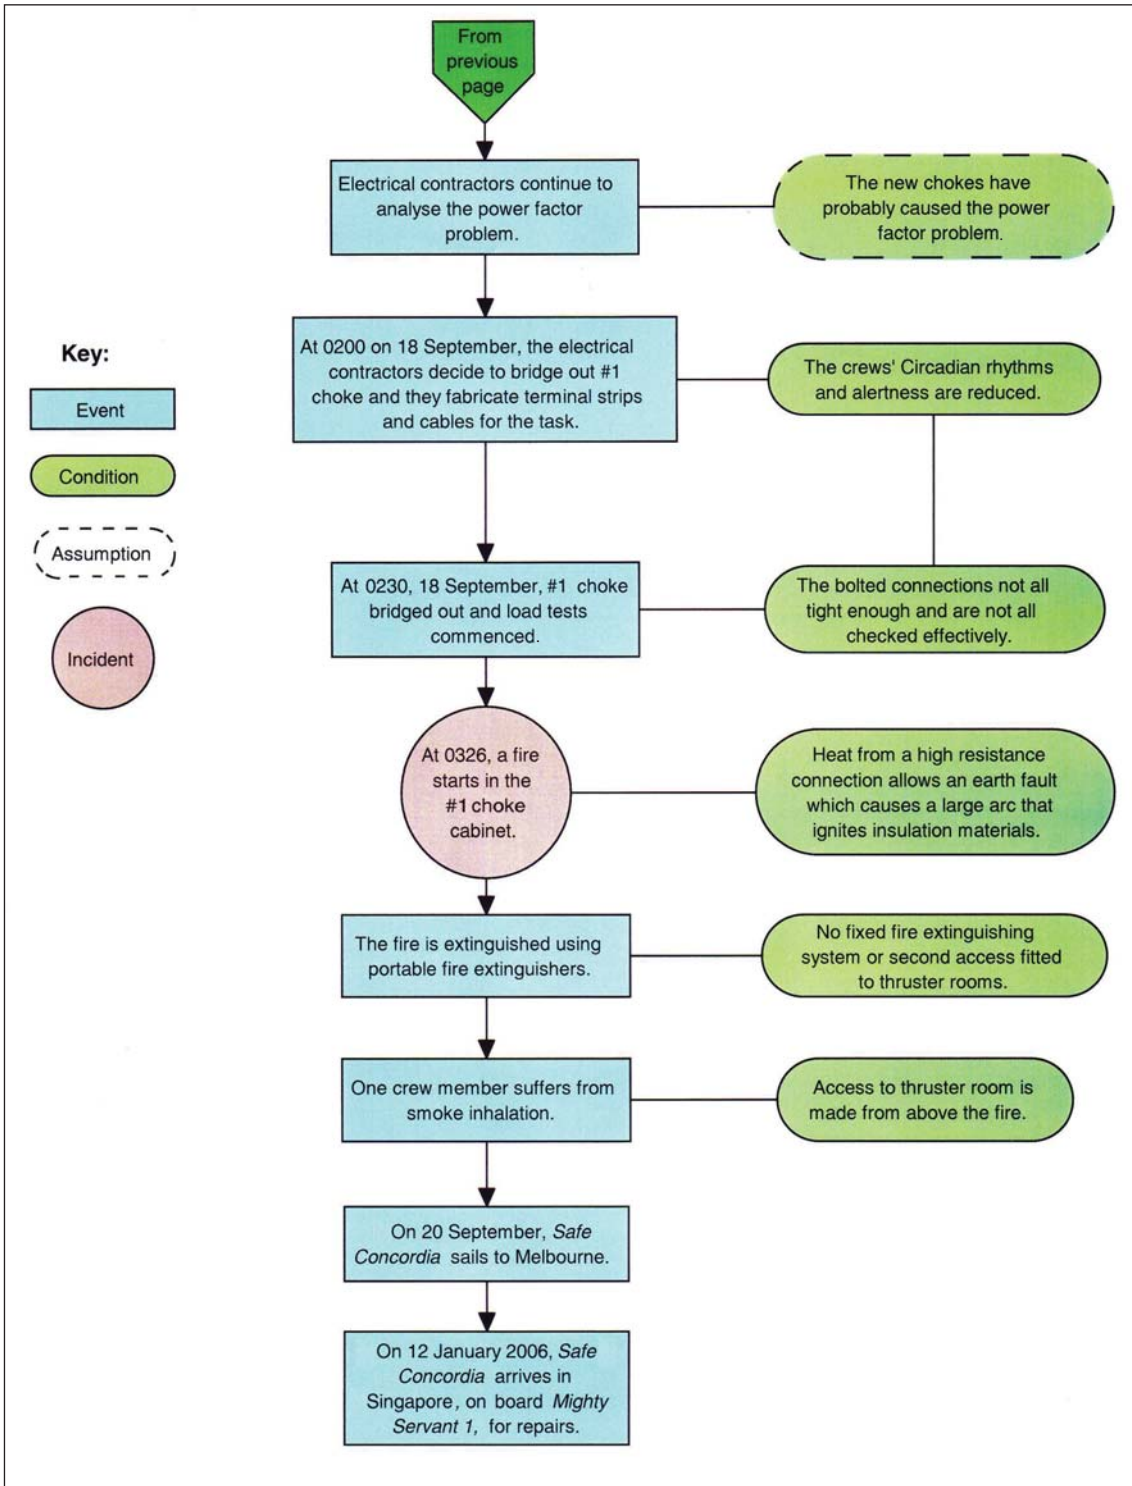 From
previous
page
Electrical contractors continue to
analyse the power factor
problem.
The new chokes have
probably caused the power
factor problem.
Key:
Event
Condition
Assumption
Incident
At 0200 on 18 September, the electrical
contractors decide to bridge out #1
choke and they fabricate terminal strips
and cables for the task.
The crews' Circadian rhythms
and alertness are reduced.
At 0230, 18 September, #1 choke
bridged out and load tests
commenced.
The bolted connections not all
tight enough and are not all
checked effectively.
At 0326, a fire
starts in the
#1 choke
cabinet.
Heat from a high resistance
connection allows an earth fault
which causes a large arc that
ignites insulation materials.
The fire is extinguished using
portable fire extinguishers.
No fixed fire extinguishing
system or second access fitted
to thruster rooms.
One crew member suffers from
smoke inhalation.
Access to thruster room is
made from above the fire.
On 20 September, Safe
Concordia sails to Melbourne.
On 12 January 2006, Safe
Concordia arrives in
Singapore, on board Mighty
Servant 1, for repairs.